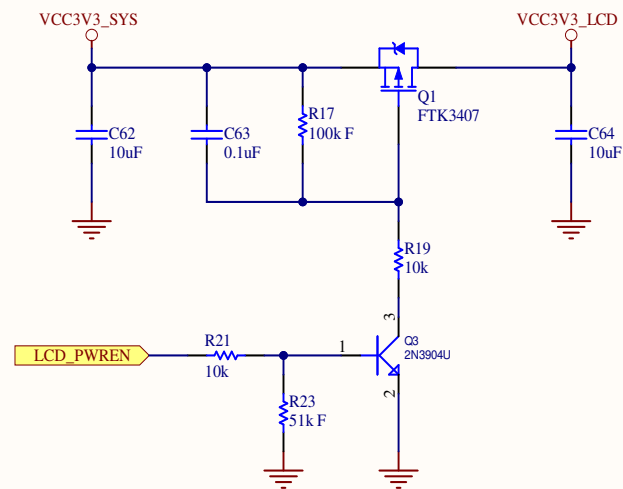 VCC3V3_SYS
VCC3V3_LCD
Q1
FTK3407
R17
100k F
C62
10uF
C63
0.1uF
C64
10uF
R19
10k
3
Q3
2N3904U
1
2
LCD_PWREN
R21
10k
R23
51k F